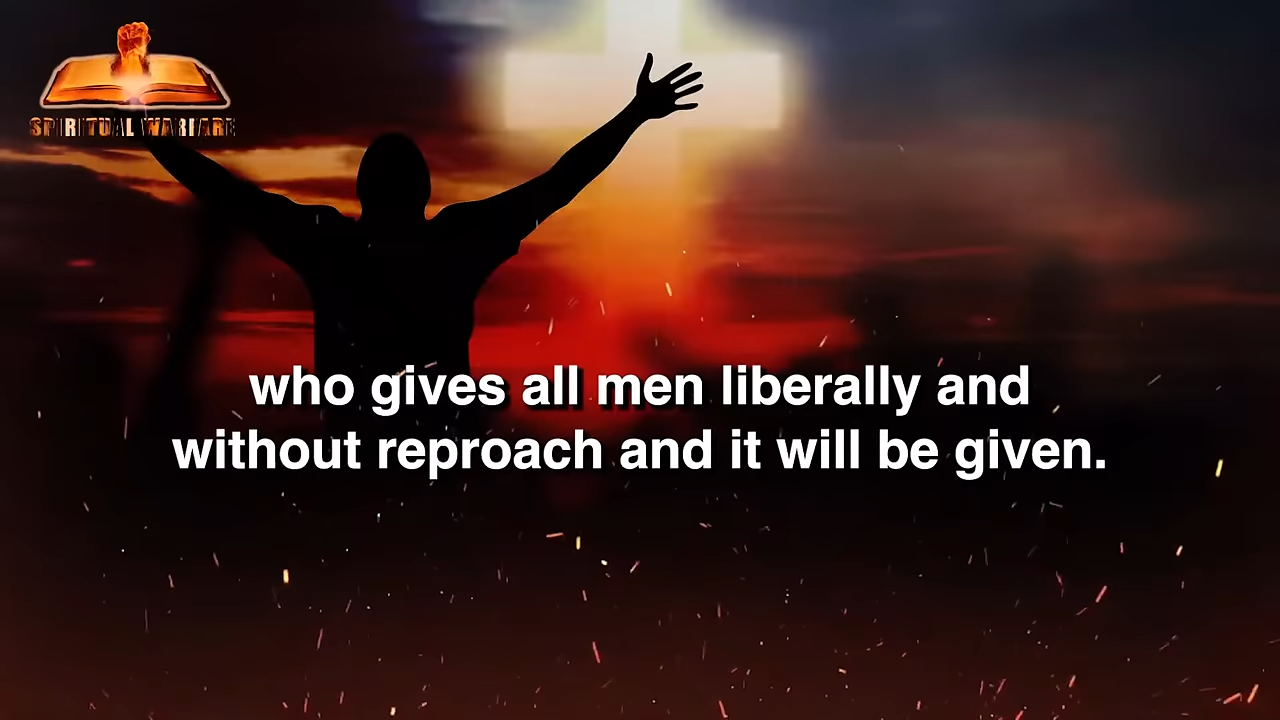 SPIRITUAL WARFARE
who gives all men liberally and
without reproach and it will be given.